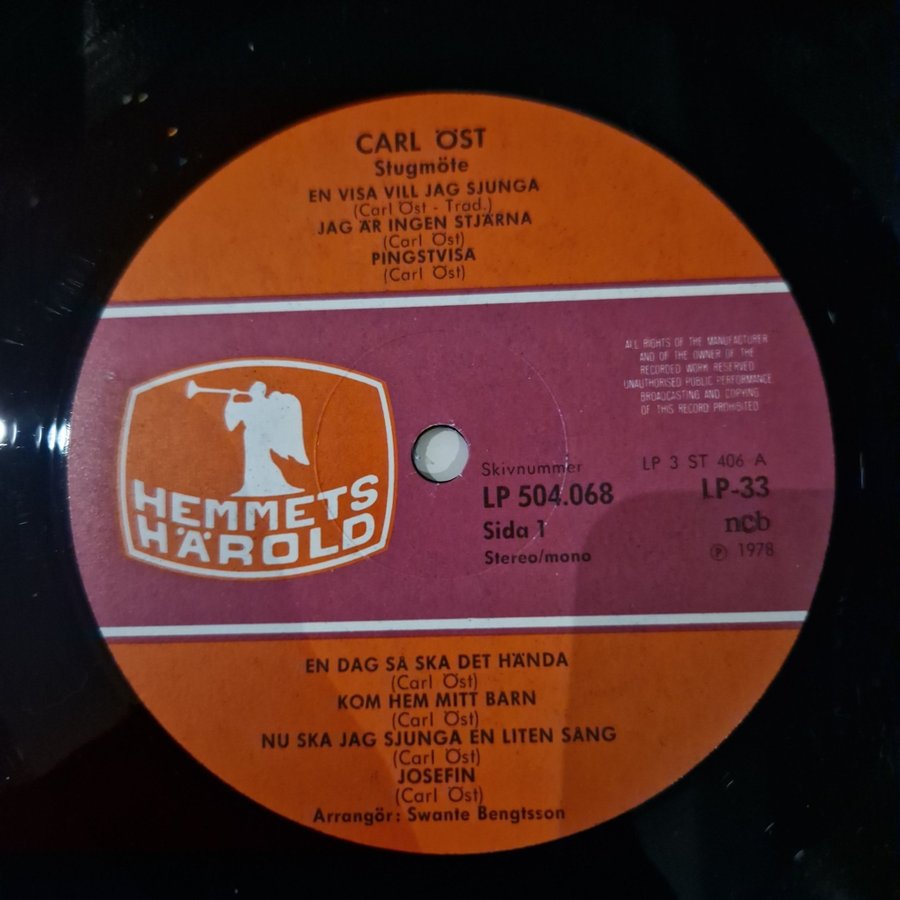 CARL ÖST
Stugmöte
EN VISA VILL JAG SJUNGA
(Carl Öst - Trad.)
JAG ÄR INGEN STJÄRNA
(Carl Öst)
PINGSTVISA
(Carl Öst)
ALL RIGHTS OF THE MANUFACTURER
AND OF THE OWNER OF THE
RECORDED WORK RESERVED
UNAUTHORISED PUBLIC PERFORMANCE
BROADCASTING AND COPYING
OF THIS RECORD PROHIBITED
HEMMETS
HÄROLD
Skivnummer
LP 504.068
Sida 1
Stereo/mono
LP 3 ST 406 A
LP-33
ncb
℗ 1978
EN DAG SÅ SKA DET HÄNDA
(Carl Öst)
KOM HEM MITT BARN
(Carl Öst)
NU SKA JAG SJUNGA EN LITEN SÅNG
(Carl Öst)
JOSEFIN
(Carl Öst)
Arrangör: Swante Bengtsson